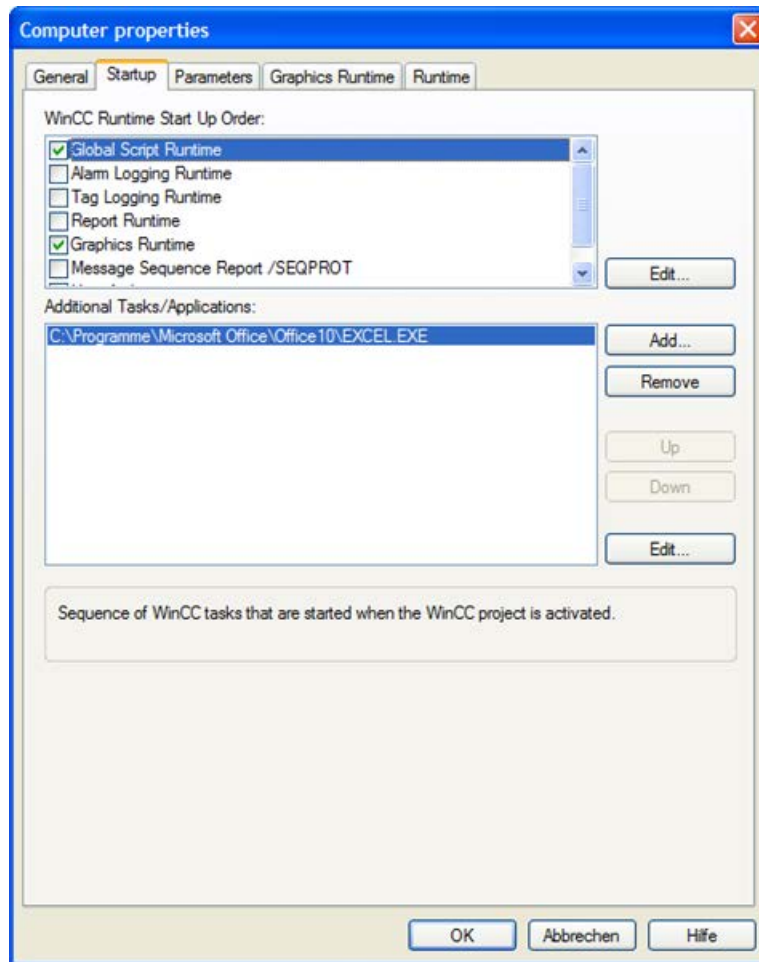 Computer properties
General Startup Parameters Graphics Runtime Runtime
WinCC Runtime Start Up Order:
Global Script Runtime
Alarm Logging Runtime
Tag Logging Runtime
Report Runtime
Graphics Runtime
Message Sequence Report /SEQPROT
Edit...
Additional Tasks/Applications:
C:\Programme\Microsoft Office\Office10\EXCEL.EXE
Add...
Remove
Up
Down
Edit...
Sequence of WinCC tasks that are started when the WinCC project is activated.
OK Abbrechen Hilfe